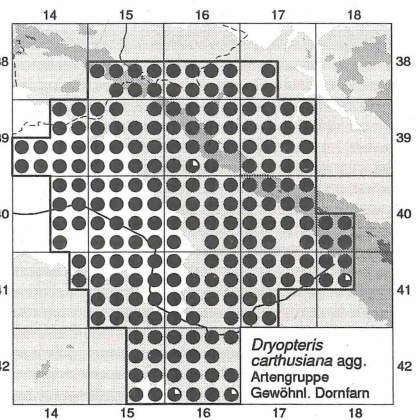 14 15 16 17 18
38 38
39 39
40 40
41 41
42 42
Dryopteris
carthusiana agg.
Artengruppe
Gewöhnl. Dornfarn
14 15 16 17 18